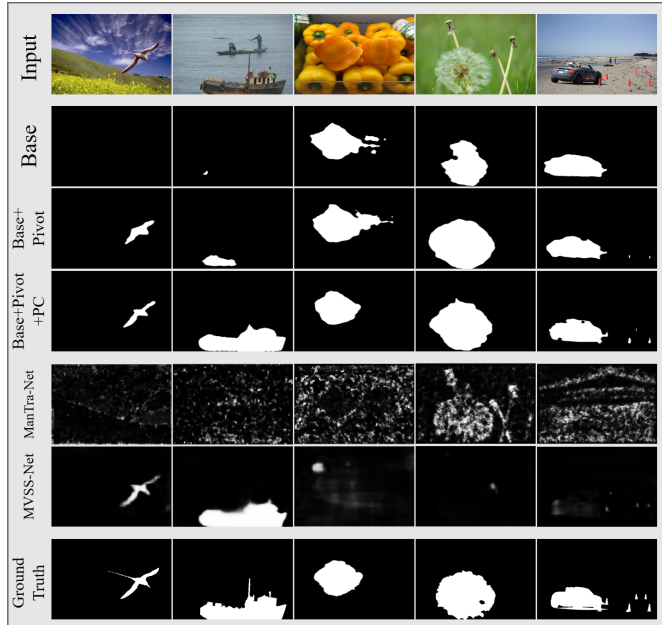 Input
Base
Base+
Pivot
Base+Pivot
+PC
ManTra-Net
MVSS-Net
Ground
Truth